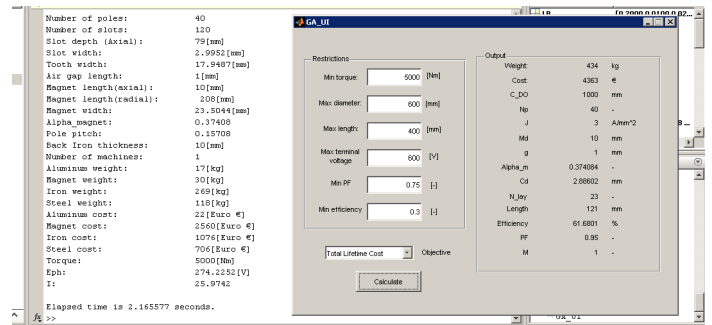 Number of poles: 40
Number of slots: 120
Slot depth (Axial): 79[mm]
Slot width: 2.9952[mm]
Tooth width: 17.9487[mm]
Air gap length: 1[mm]
Magnet length(axial): 10[mm]
Magnet length(radial): 208[mm]
Magnet width: 23.5044[mm]
Alpha_magnet: 0.37408
Pole pitch: 0.15708
Back Iron thickness: 10[mm]
Number of machines: 1
Aluminum weight: 17[kg]
Magnet weight: 30[kg]
Iron weight: 269[kg]
Steel weight: 118[kg]
Aluminum cost: 22[Euro €]
Magnet cost: 2560[Euro €]
Iron cost: 1076[Euro €]
Steel cost: 706[Euro €]
Torque: 5000[Nm]
Eph: 274.2252[V]
I: 25.9742
Elapsed time is 2.165577 seconds.
fx >>
GA_UI
Restrictions
Min torque: 5000 [Nm]
Max diameter: 600 [mm]
Max length: 400 [mm]
Max terminal voltage 600 [V]
Min PF 0.75 [-]
Min efficiency 0.3 [-]
Total Lifetime Cost Objective
Calculate
Output
Weight: 434 kg
Cost: 4363 €
C_DO 1000 mm
Np 40 -
J 3 A/mm^2
Md 10 mm
g 1 mm
Alpha_m 0.374084 -
Cd 2.88602 mm
N_lay 23 -
Length 121 mm
Efficiency 61.6801 %
PF 0.95 -
M 1 -
LB
GA_UI